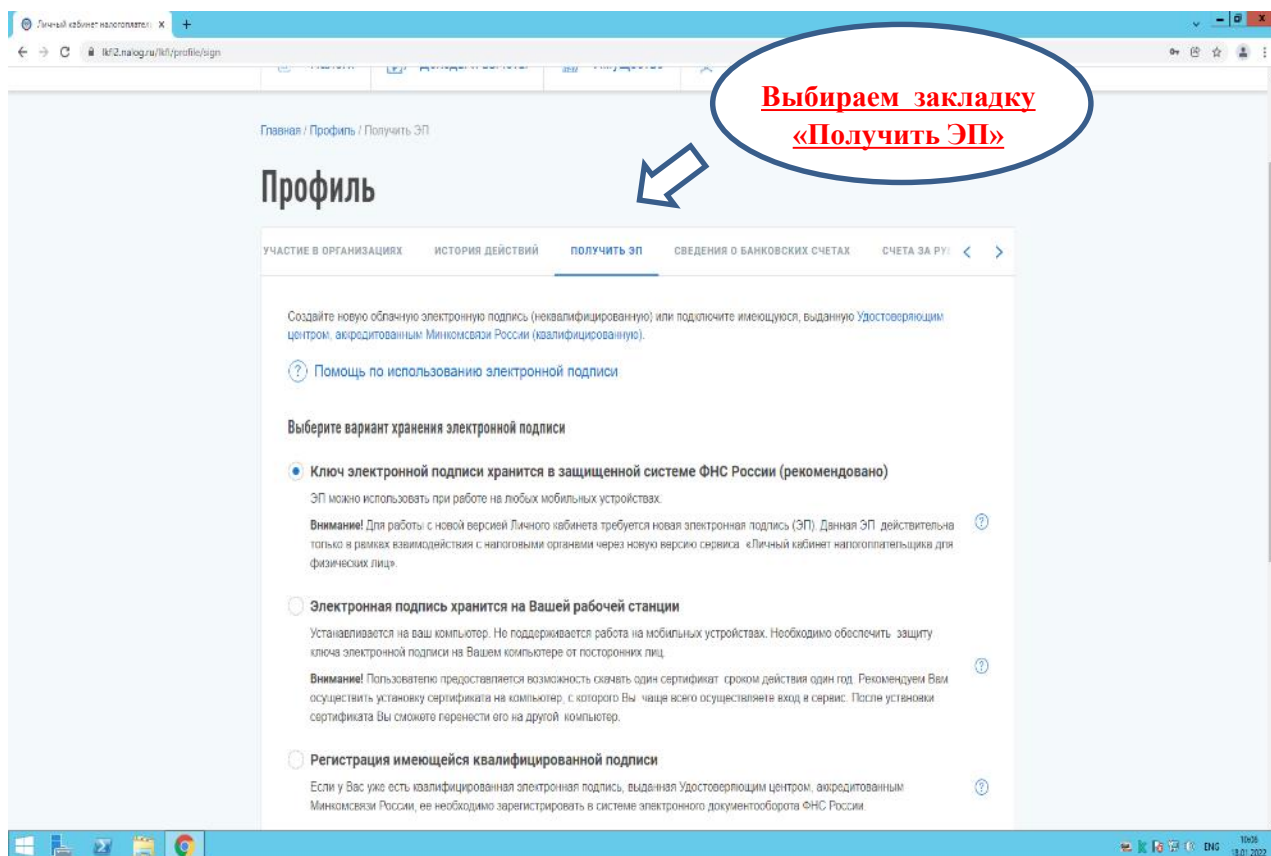 Личный кабинет налогоплател
lkfl2.nalog.ru/lkfl/profile/sign
Выбираем закладку
«Получить ЭП»
Главная / Профиль / Получить ЭП
Профиль
УЧАСТИЕ В ОРГАНИЗАЦИЯХ ИСТОРИЯ ДЕЙСТВИЙ ПОЛУЧИТЬ ЭП СВЕДЕНИЯ О БАНКОВСКИХ СЧЕТАХ СЧЕТА ЗА РУ
Создайте новую облачную электронную подпись (неквалифицированную) или подключите имеющуюся, выданную Удостоверяющим
центром, аккредитованным Минкомсвязи России (квалифицированную).
Помощь по использованию электронной подписи
Выберите вариант хранения электронной подписи
Ключ электронной подписи хранится в защищенной системе ФНС России (рекомендовано)
ЭП можно использовать при работе на любых мобильных устройствах.
Внимание! Для работы с новой версией Личного кабинета требуется новая электронная подпись (ЭП). Данная ЭП действительна
только в рамках взаимодействия с налоговыми органами через новую версию сервиса «Личный кабинет налогоплательщика для
физических лиц».
Электронная подпись хранится на Вашей рабочей станции
Устанавливается на ваш компьютер. Не поддерживается работа на мобильных устройствах. Необходимо обеспечить защиту
ключа электронной подписи на Вашем компьютере от посторонних лиц.
Внимание! Пользователю предоставляется возможность скачать один сертификат сроком действия один год. Рекомендуем Вам
осуществить установку сертификата на компьютер, с которого Вы чаще всего осуществляете вход в сервис. После установки
сертификата Вы сможете перенести его на другой компьютер.
Регистрация имеющейся квалифицированной подписи
Если у Вас уже есть квалифицированная электронная подпись, выданная Удостоверяющим центром, аккредитованным
Минкомсвязи России, ее необходимо зарегистрировать в системе электронного документооборота ФНС России.
ENG
18.01.2022